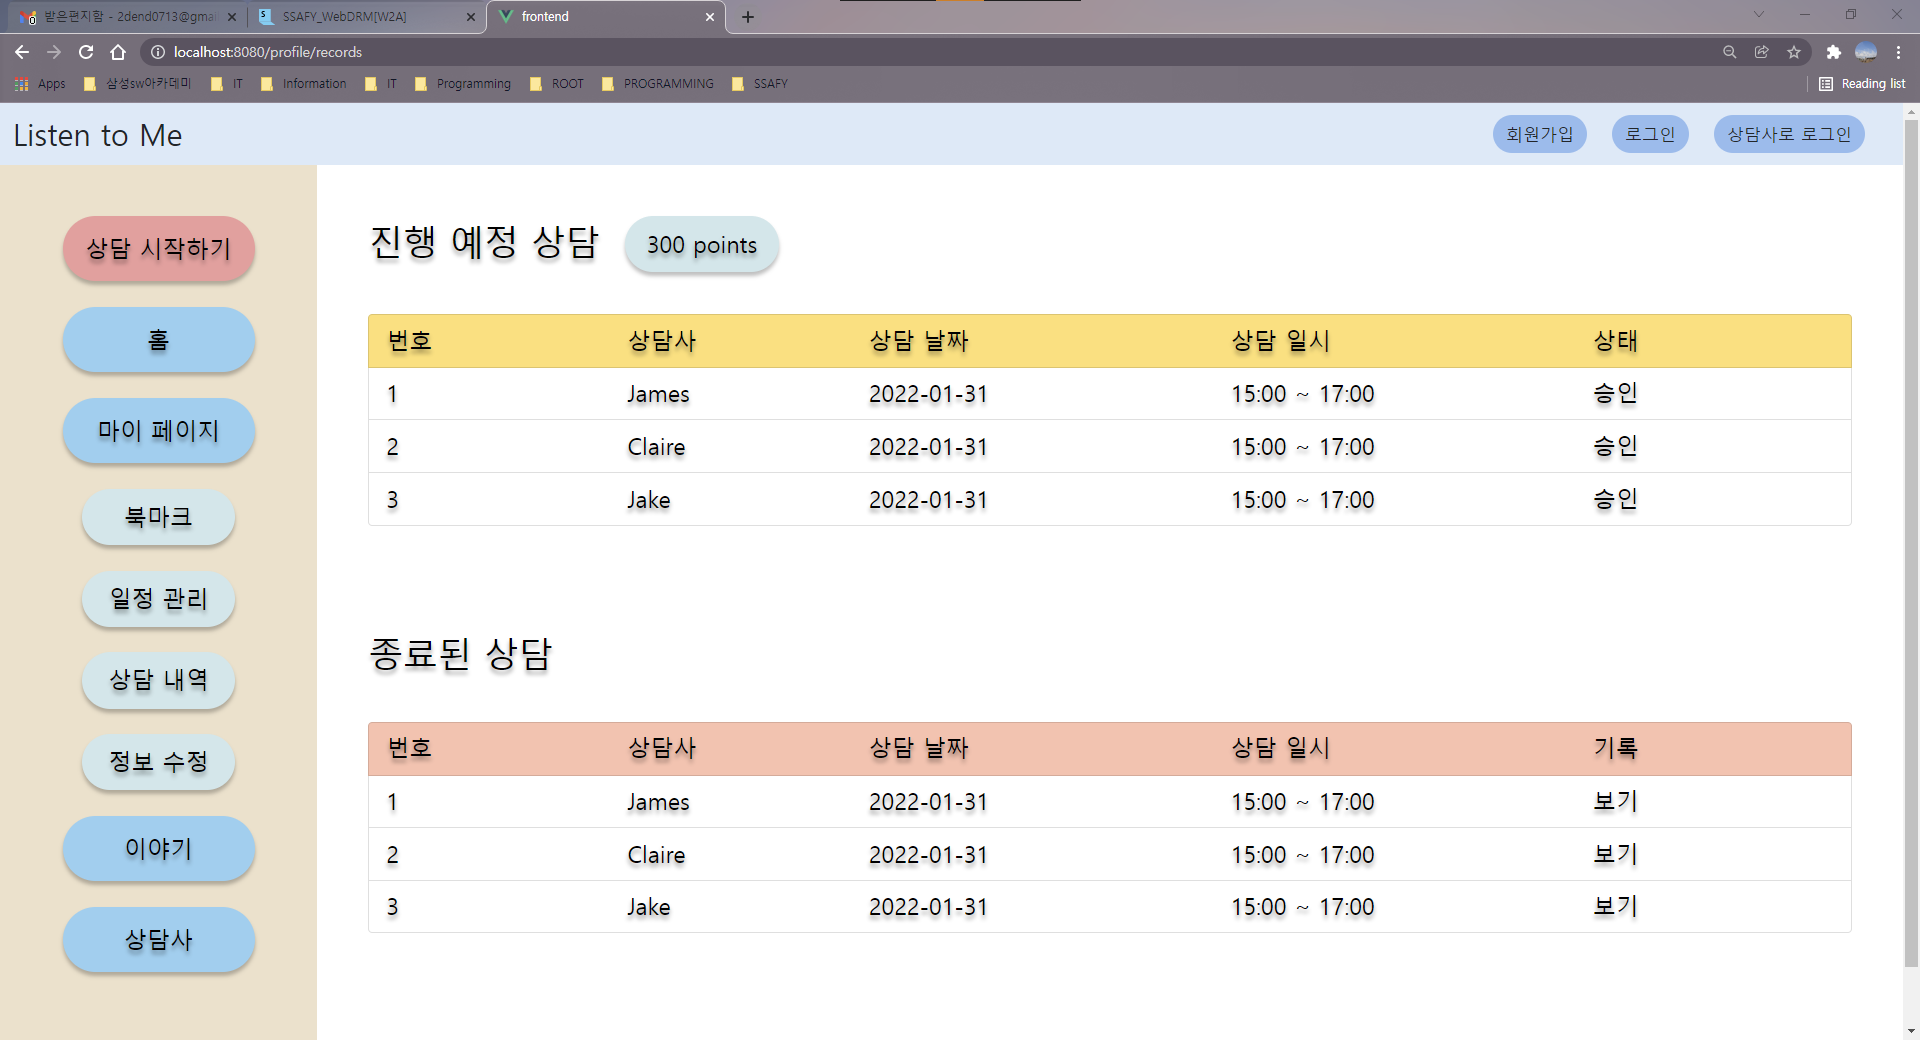 받은편지함 - 2dend0713@gmai
SSAFY_WebDRM[W2A]
frontend
localhost:8080/profile/records
Apps
삼성sw아카데미
IT
Information
IT
Programming
ROOT
PROGRAMMING
SSAFY
Reading list
Listen to Me
회원가입
로그인
상담사로 로그인
상담 시작하기
홈
마이 페이지
북마크
일정 관리
상담 내역
정보 수정
이야기
상담사
진행 예정 상담
300 points
번호 상담사 상담 날짜 상담 일시 상태
1 James 2022-01-31 15:00 ~ 17:00 승인
2 Claire 2022-01-31 15:00 ~ 17:00 승인
3 Jake 2022-01-31 15:00 ~ 17:00 승인
종료된 상담
번호 상담사 상담 날짜 상담 일시 기록
1 James 2022-01-31 15:00 ~ 17:00 보기
2 Claire 2022-01-31 15:00 ~ 17:00 보기
3 Jake 2022-01-31 15:00 ~ 17:00 보기